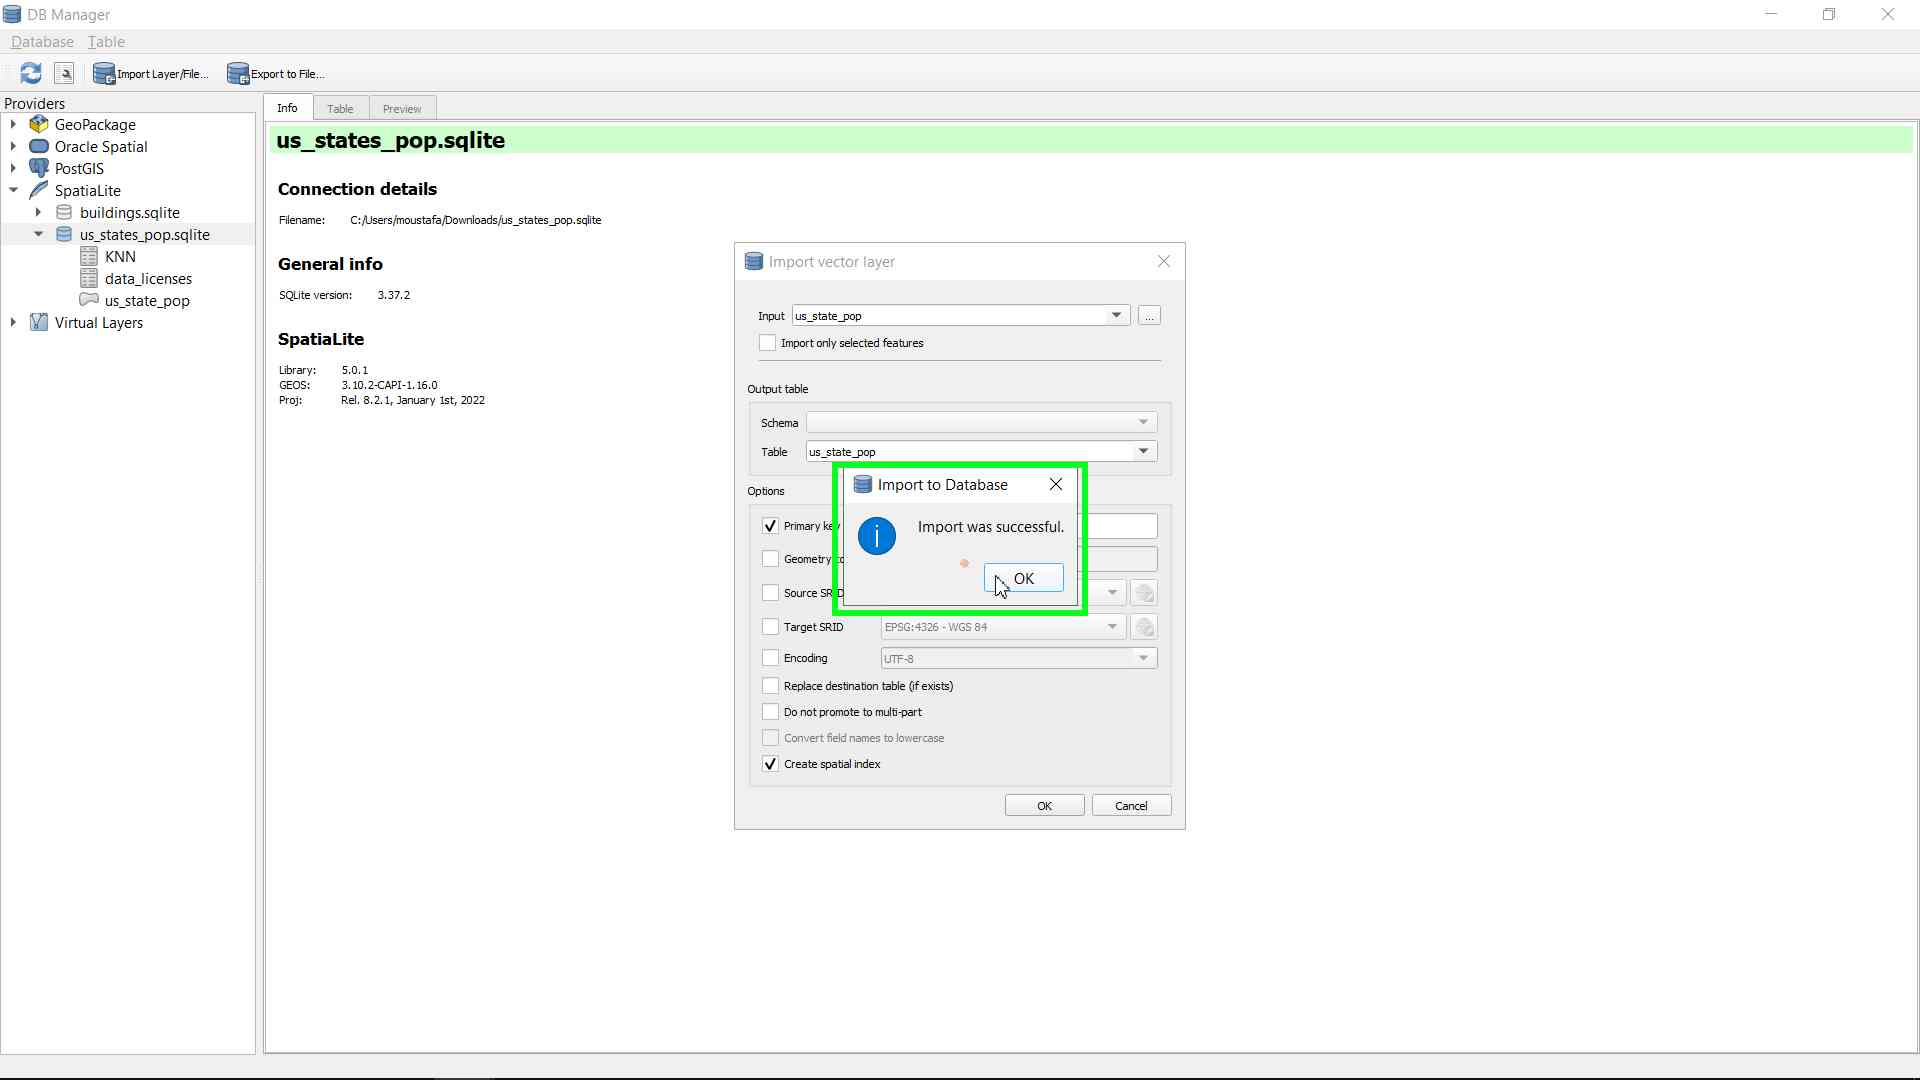 DB Manager
Database Table
Import Layer/File... Export to File...
Providers
GeoPackage
Oracle Spatial
PostGIS
SpatiaLite
buildings.sqlite
us_states_pop.sqlite
KNN
data_licenses
us_state_pop
Virtual Layers
Info Table Preview
us_states_pop.sqlite
Connection details
Filename: C:/Users/moustafa/Downloads/us_states_pop.sqlite
General info
SQLite version: 3.37.2
SpatiaLite
Library: 5.0.1
GEOS: 3.10.2-CAPI-1.16.0
Proj: Rel. 8.2.1, January 1st, 2022
Import vector layer
Input us_state_pop ...
Import only selected features
Output table
Schema
Table us_state_pop
Options
Primary key
Geometry co
Source SRID
Import to Database
Import was successful.
OK
Target SRID EPSG:4326 - WGS 84
Encoding UTF-8
Replace destination table (if exists)
Do not promote to multi-part
Convert field names to lowercase
Create spatial index
OK Cancel